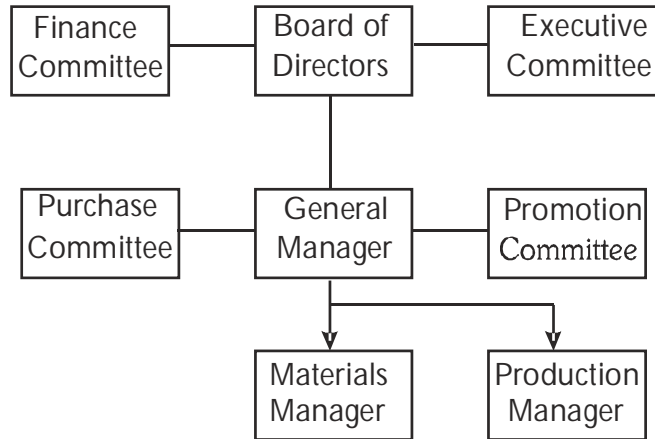 Finance
Committee
Board of
Directors
Executive
Committee
Purchase
Committee
General
Manager
Promotion
Committee
Materials
Manager
Production
Manager